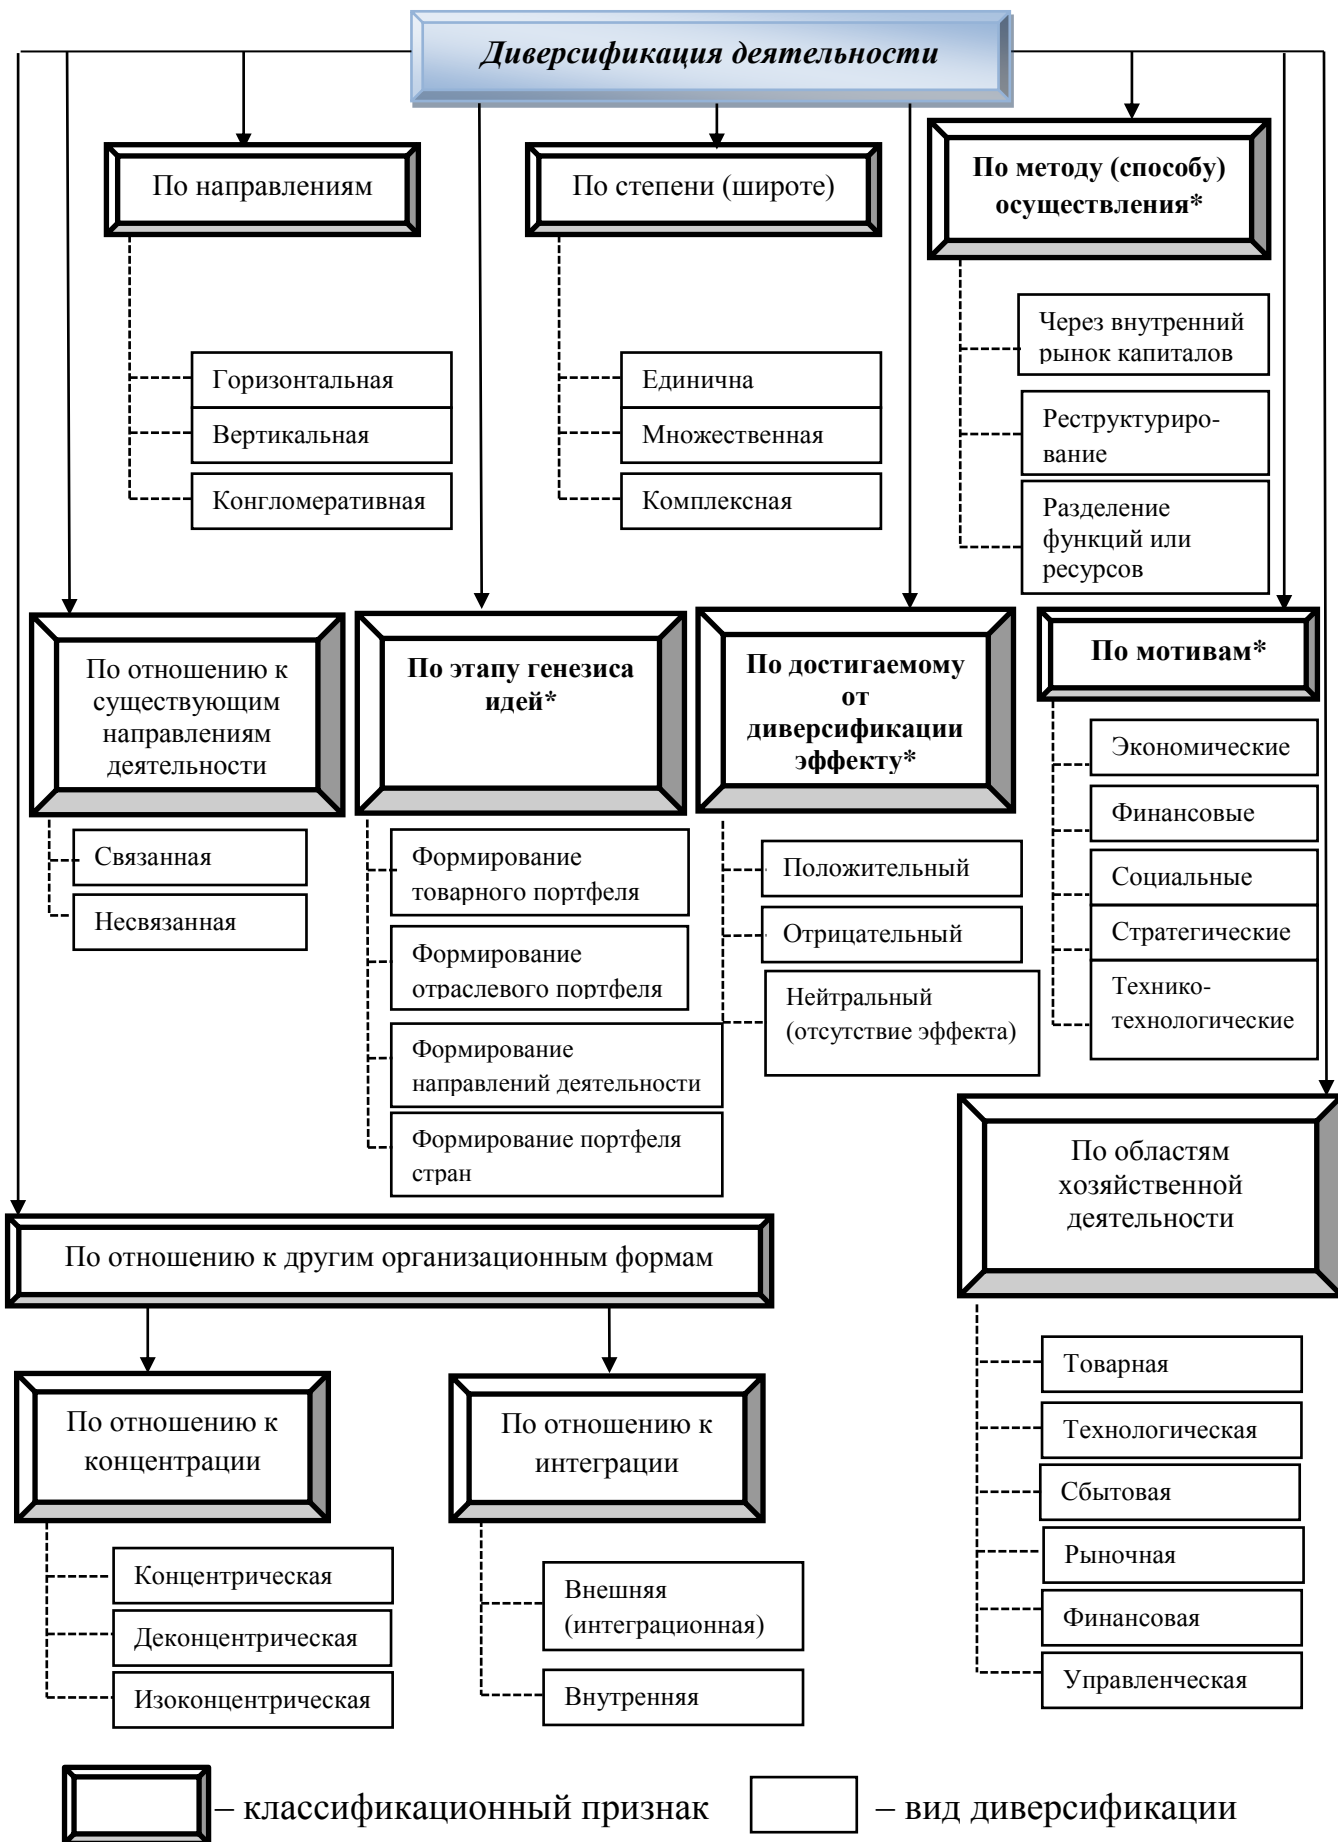 Диверсификация деятельности
По направлениям
Горизонтальная
Вертикальная
Конгломеративная
По степени (широте)
Единична
Множественная
Комплексная
По методу (способу)
осуществления*
Через внутренний
рынок капиталов
Реструктуриро-
вание
Разделение
функций или
ресурсов
По отношению к
существующим
направлениям
деятельности
Связанная
Несвязанная
По этапу генезиса
идей*
Формирование
товарного портфеля
Формирование
отраслевого портфеля
Формирование
направлений деятельности
Формирование портфеля
стран
По достигаемому
от
диверсификации
эффекту*
Положительный
Отрицательный
Нейтральный
(отсутствие эффекта)
По мотивам*
Экономические
Финансовые
Социальные
Стратегические
Технико-
технологические
По отношению к другим организационным формам
По отношению к
концентрации
Концентрическая
Деконцентрическая
Изоконцентрическая
По отношению к
интеграции
Внешняя
(интеграционная)
Внутренняя
По областям
хозяйственной
деятельности
Товарная
Технологическая
Сбытовая
Рыночная
Финансовая
Управленческая
– классификационный признак
– вид диверсификации